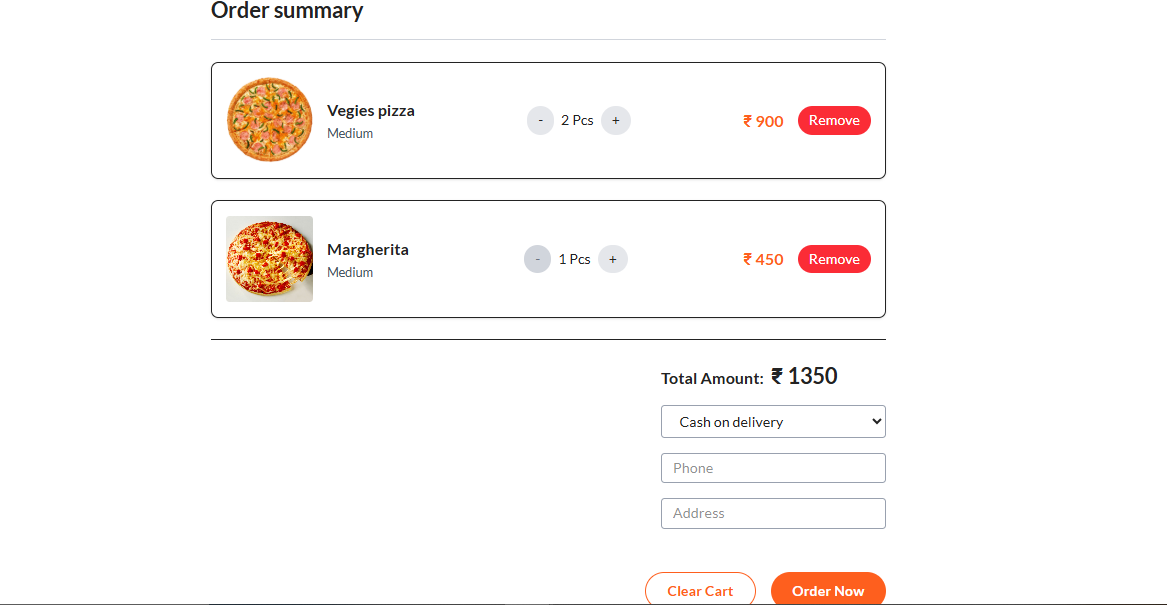 Order summary
Vegies pizza
Medium
- 2 Pcs +
₹ 900
Remove
Margherita
Medium
- 1 Pcs +
₹ 450
Remove
Total Amount: ₹ 1350
Cash on delivery
Phone
Address
Clear Cart
Order Now